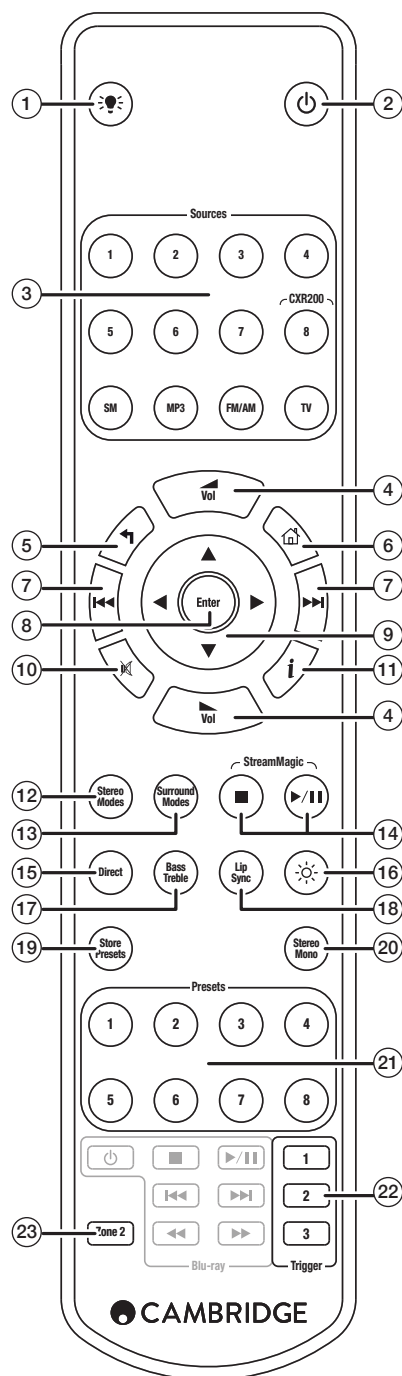 1
2
Sources
1 2 3 4
3
CXR200
5 6 7 8
SM MP3 FM/AM TV
Vol
4
5
6
7
7
Enter
8
9
10
i
11
Vol
4
StreamMagic
12
Stereo Modes
Surround Modes
13
14
15
Direct
Bass Treble
Lip Sync
16
17
18
19
Store Presets
Stereo Mono
20
Presets
1 2 3 4
21
5 6 7 8
1
2
22
23
Zone 2
3
Blu-ray
Trigger
CAMBRIDGE